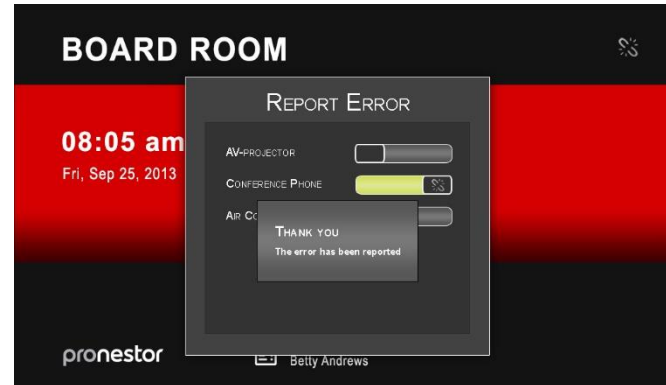 BOARD ROOM
REPORT ERROR
08:05 am
Fri, Sep 25, 2013
AV-PROJECTOR
CONFERENCE PHONE
AIR
THANK YOU
The error has been reported
pronestor
Betty Andrews